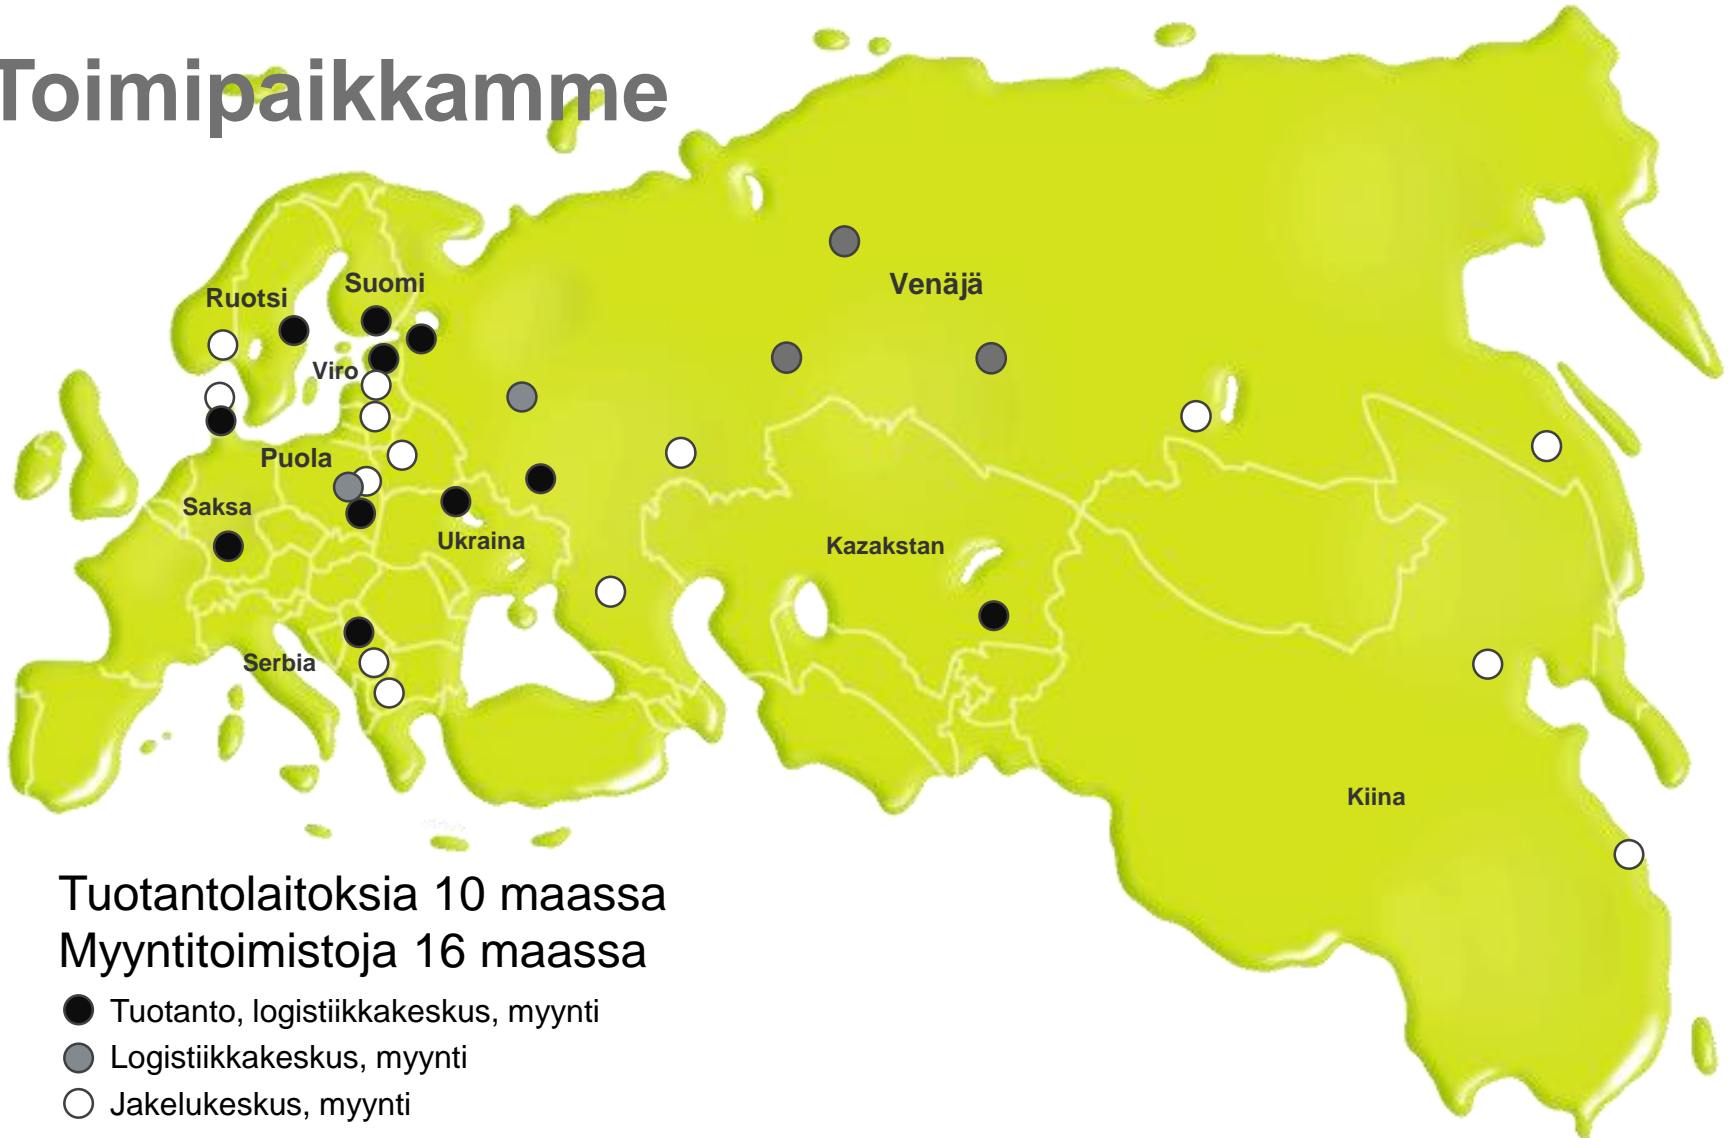 Toimipaikkamme
Suomi
Ruotsi
Venäjä
Viro
Puola
Saksa
Ukraina
Kazakstan
Serbia
Kiina
Tuotantolaitoksia 10 maassa
Myyntitoimistoja 16 maassa
Tuotanto, logistiikkakeskus, myynti
Logistiikkakeskus, myynti
Jakelukeskus, myynti